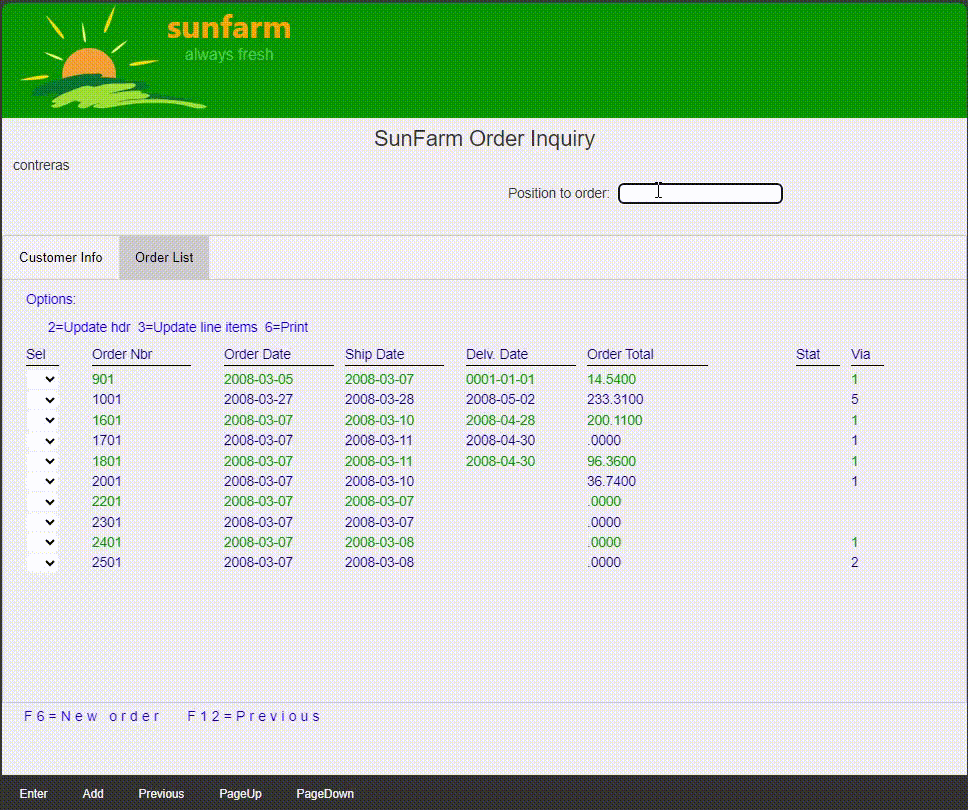 sunfarm
always fresh
SunFarm Order Inquiry
contreras
Position to order:
Customer Info Order List
Options:
2=Update hdr 3=Update line items 6=Print
Sel Order Nbr Order Date Ship Date Delv. Date Order Total Stat Via
901 2008-03-05 2008-03-07 0001-01-01 14.5400 1
1001 2008-03-27 2008-03-28 2008-05-02 233.3100 5
1601 2008-03-07 2008-03-10 2008-04-28 200.1100 1
1701 2008-03-07 2008-03-11 2008-04-30 .0000 1
1801 2008-03-07 2008-03-11 2008-04-30 96.3600 1
2001 2008-03-07 2008-03-10 36.7400 1
2201 2008-03-07 2008-03-07 .0000
2301 2008-03-07 2008-03-07 .0000
2401 2008-03-07 2008-03-08 .0000 1
2501 2008-03-07 2008-03-08 .0000 2
F6=New order F12=Previous
Enter Add Previous PageUp PageDown